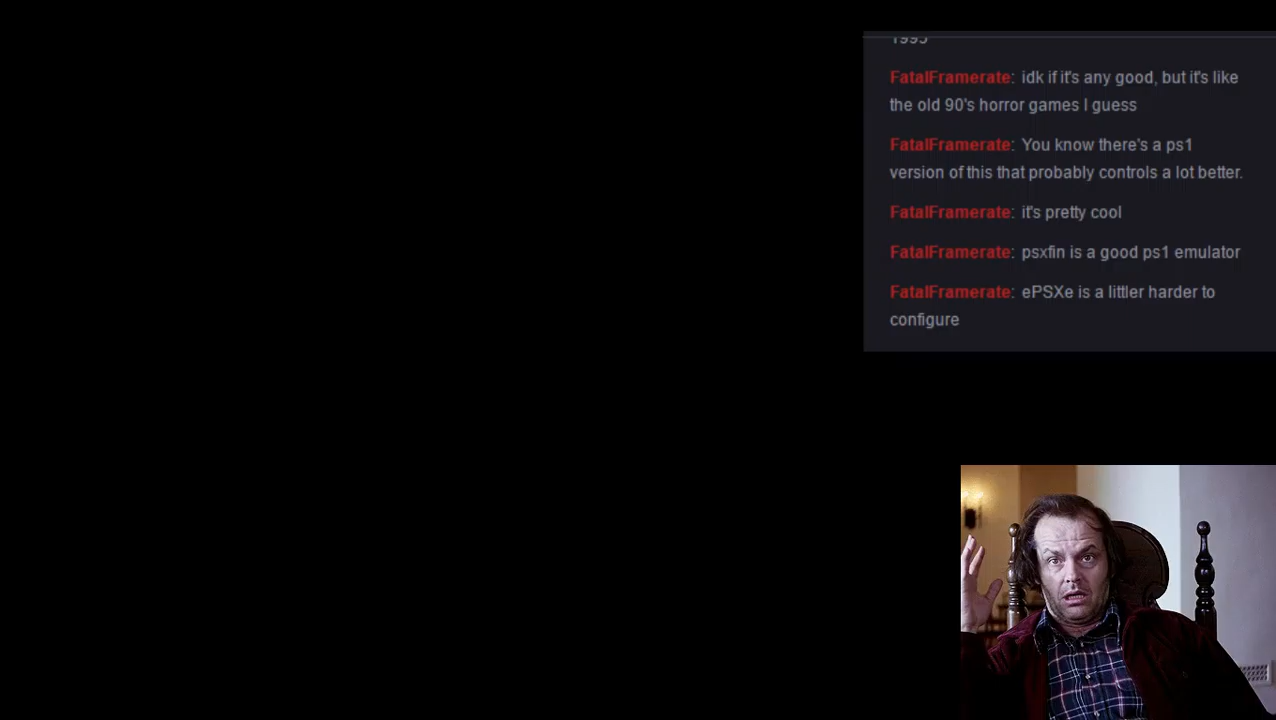 1995
FatalFramerate: idk if it's any good, but it's like
the old 90's horror games I guess
FatalFramerate: You know there's a ps1
version of this that probably controls a lot better.
FatalFramerate: it's pretty cool
FatalFramerate: psxfin is a good ps1 emulator
FatalFramerate: ePSXe is a littler harder to
configure